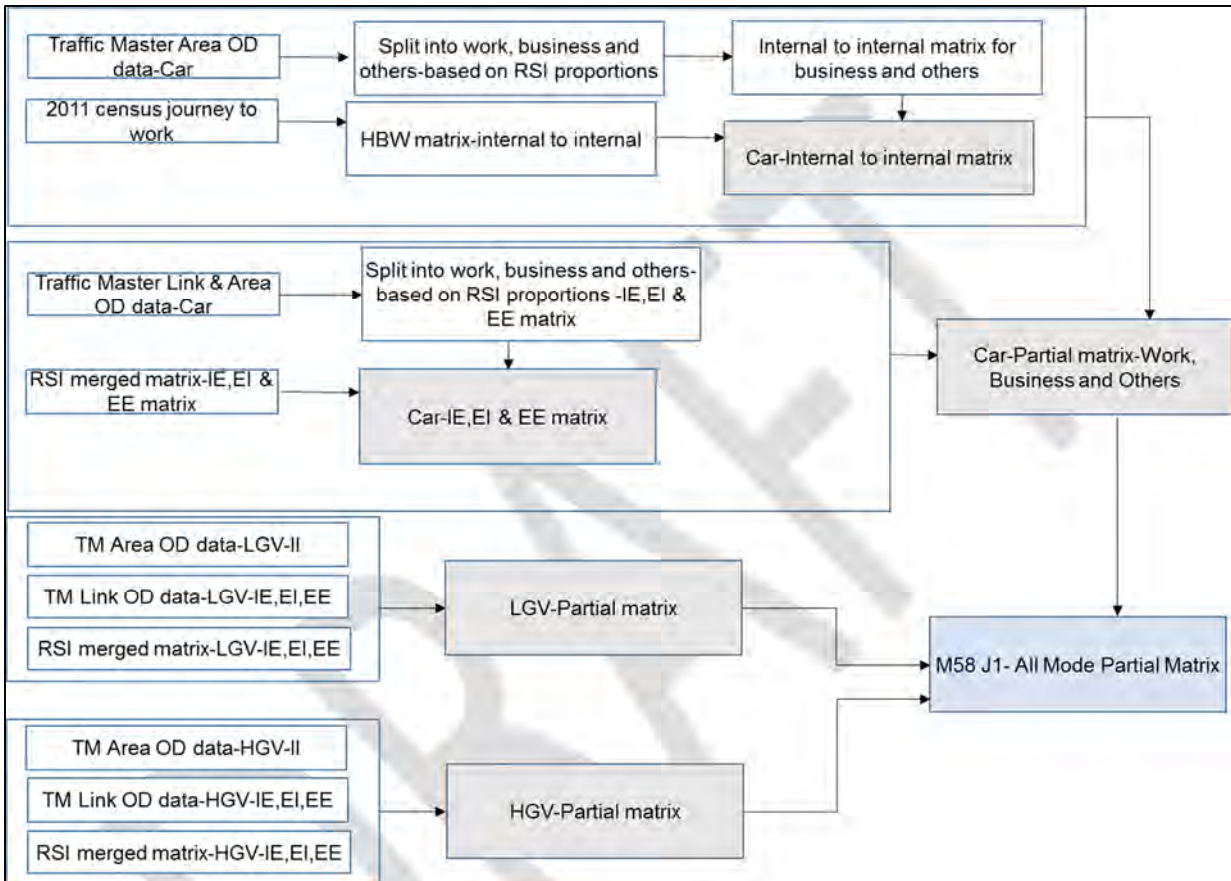 Traffic Master Area OD
data-Car
Split into work, business and
others-based on RSI proportions
Internal to internal matrix for
business and others
2011 census journey to
work
HBW matrix-internal to internal
Car-Internal to internal matrix
Traffic Master Link & Area
OD data-Car
Split into work, business and others-
based on RSI proportions -IE,EI &
EE matrix
RSI merged matrix-IE,EI &
EE matrix
Car-IE,EI & EE matrix
Car-Partial matrix-Work,
Business and Others
TM Area OD data-LGV-II
TM Link OD data-LGV-IE,EI,EE
RSI merged matrix-LGV-IE,EI,EE
LGV-Partial matrix
M58 J1- All Mode Partial Matrix
TM Area OD data-HGV-II
TM Link OD data-HGV-IE,EI,EE
RSI merged matrix-HGV-IE,EI,EE
HGV-Partial matrix
DRAFT